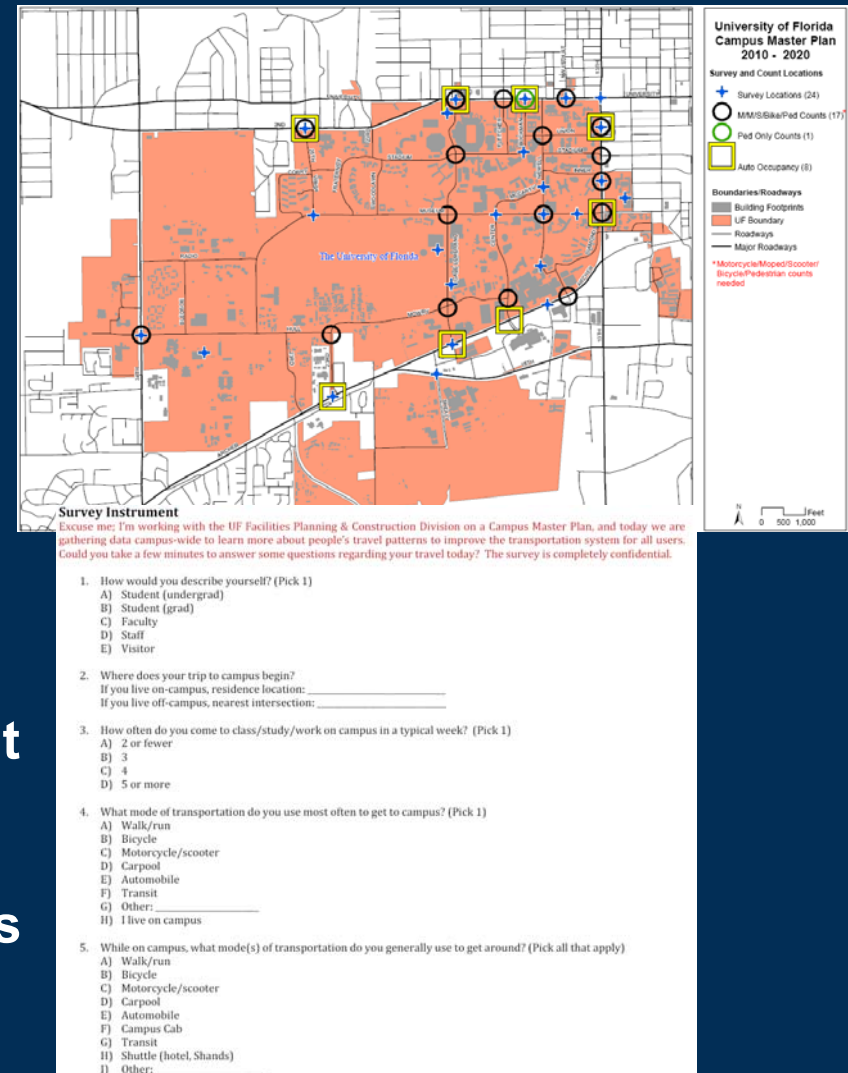 University of Florida
Campus Master Plan
2010 - 2020
Survey and Count Locations
Survey Locations (24)
M/M/S/Bike/Ped Counts (17)*
Ped Only Counts (1)
Auto Occupancy (8)
Boundaries/Roadways
Building Footprints
UF Boundary
Roadways
Major Roadways
*Motorcycle/Moped/Scooter/
Bicycle/Pedestrian counts
needed
N
Feet
0 500 1,000
The University of Florida
Survey Instrument
Excuse me; I'm working with the UF Facilities Planning & Construction Division on a Campus Master Plan, and today we are
gathering data campus-wide to learn more about people's travel patterns to improve the transportation system for all users.
Could you take a few minutes to answer some questions regarding your travel today? The survey is completely confidential.
1. How would you describe yourself? (Pick 1)
A) Student (undergrad)
B) Student (grad)
C) Faculty
D) Staff
E) Visitor
2. Where does your trip to campus begin?
If you live on-campus, residence location: ____________________
If you live off-campus, nearest intersection: ____________________
3. How often do you come to class/study/work on campus in a typical week? (Pick 1)
A) 2 or fewer
B) 3
C) 4
D) 5 or more
4. What mode of transportation do you use most often to get to campus? (Pick 1)
A) Walk/run
B) Bicycle
C) Motorcycle/scooter
D) Carpool
E) Automobile
F) Transit
G) Other: ____________________
H) I live on campus
5. While on campus, what mode(s) of transportation do you generally use to get around? (Pick all that apply)
A) Walk/run
B) Bicycle
C) Motorcycle/scooter
D) Carpool
E) Automobile
F) Campus Cab
G) Transit
H) Shuttle (hotel, Shands)
I) Other: ____________________
t
s